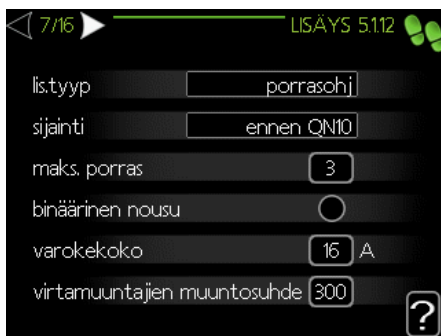 7/16 LISÄYS 5.1.12
lis.tyyp porrasohj
sijainti ennen QN10
maks. porras 3
binäärinen nousu
varokekoko 16 A
virtamuuntajien muuntosuhde 300
?